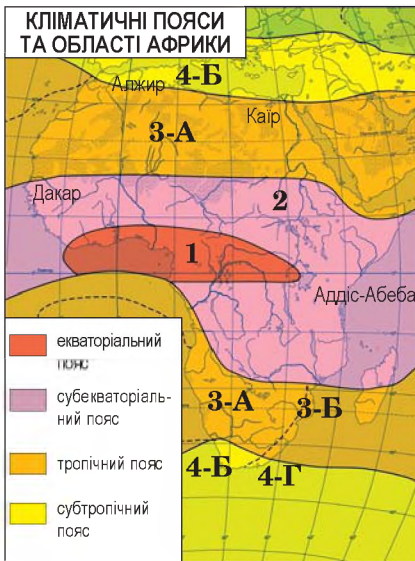 КЛІМАТИЧНІ ПОЯСИ
ТА ОБЛАСТІ АФРИКИ
4-Б
Алжир
Каїр
3-А
Дакар
2
1
Аддіс-Абеба
екваторіальний
пояс
субекваторіаль-
ний пояс
3-А
3-Б
тропічний пояс
4-Б
4-Г
субтропічний
пояс